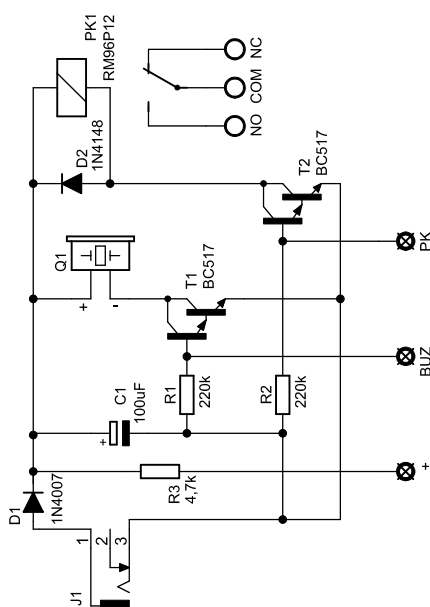 PK1
RM96P12
D2
1N4148
NC
COM
NO
Q1
+
-
T2
BC517
T1
BC517
C1
100uF
+
R1
220k
R2
220k
R3
4,7k
D1
1N4007
J1
1
2
3
PK
BUZ
+